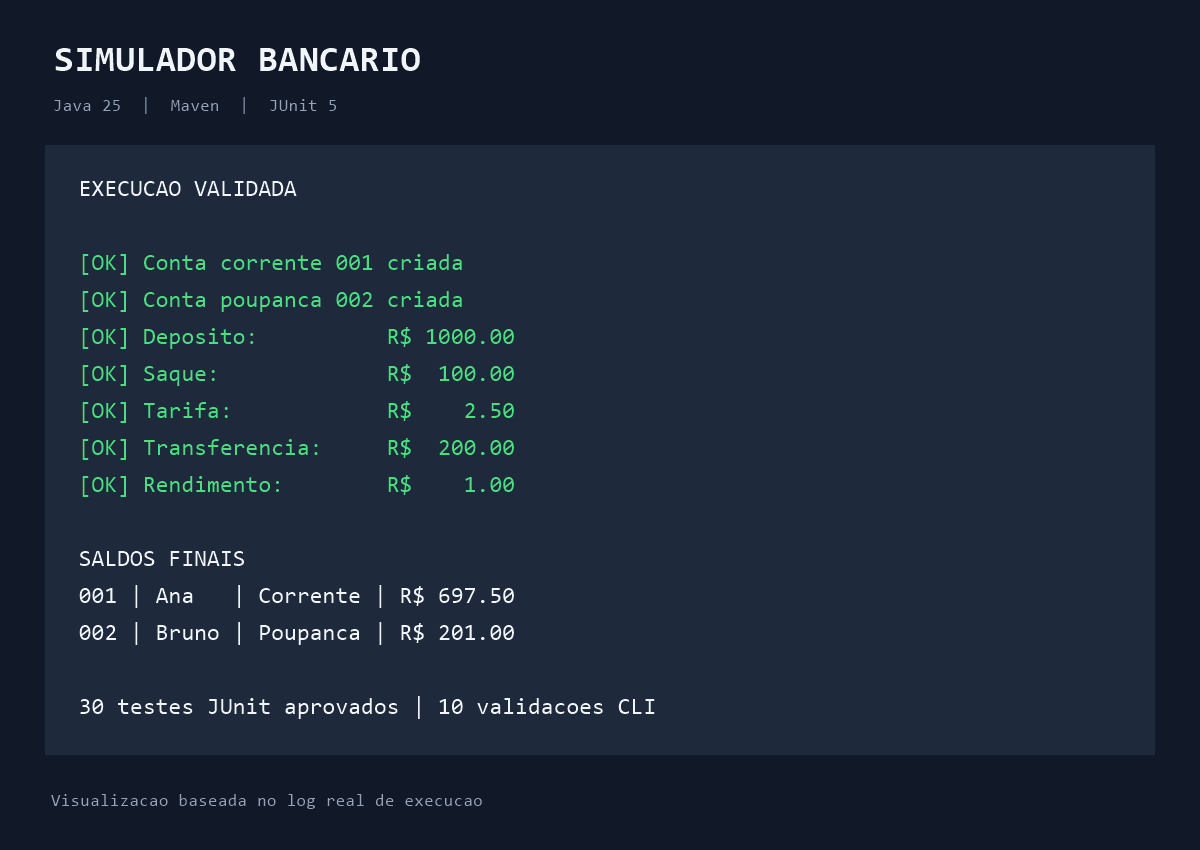 SIMULADOR BANCARIO
Java 25 | Maven | JUnit 5
EXECUCAO VALIDADA
[OK] Conta corrente 001 criada
[OK] Conta poupanca 002 criada
[OK] Deposito:          R$ 1000.00
[OK] Saque:             R$  100.00
[OK] Tarifa:            R$    2.50
[OK] Transferencia:     R$  200.00
[OK] Rendimento:        R$    1.00
SALDOS FINAIS
001 | Ana   | Corrente | R$ 697.50
002 | Bruno | Poupanca | R$ 201.00
30 testes JUnit aprovados | 10 validacoes CLI
Visualizacao baseada no log real de execucao